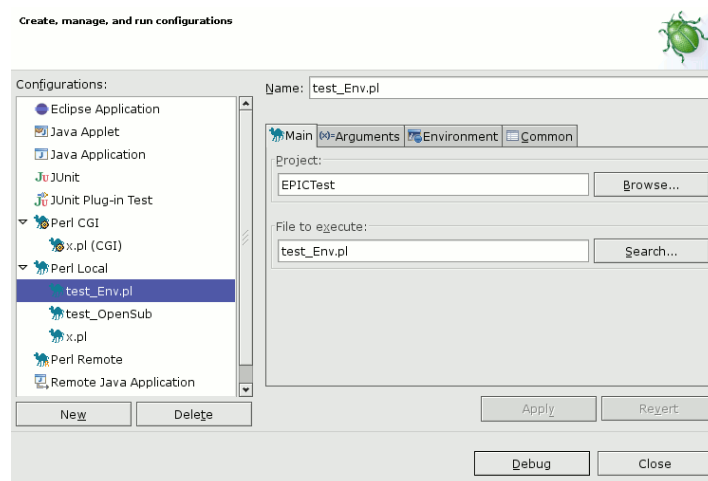 Create, manage, and run configurations
Configurations:
Eclipse Application
Java Applet
Java Application
Ju JUnit
Jü JUnit Plug-in Test
Perl CGI
x.pl (CGI)
Perl Local
test_Env.pl
test_OpenSub
x.pl
Perl Remote
Remote Java Application
New
Delete
Name: test_Env.pl
Main (x)=Arguments Environment Common
Project:
EPICTest Browse...
File to execute:
test_Env.pl Search...
Apply Revert
Debug Close